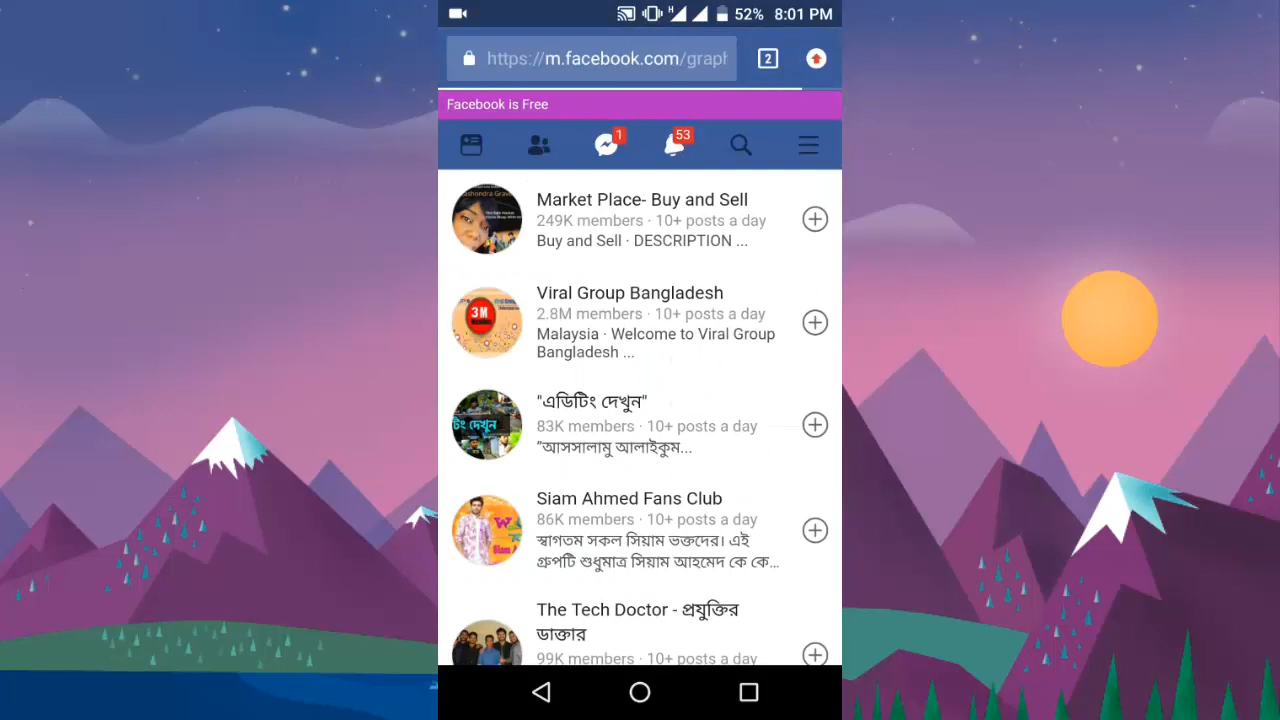 52% 8:01 PM
https://m.facebook.com/graph
2
Facebook is Free
1
53
Market Place- Buy and Sell
249K members · 10+ posts a day
Buy and Sell · DESCRIPTION ...
3M
Viral Group Bangladesh
2.8M members · 10+ posts a day
Malaysia · Welcome to Viral Group
Bangladesh ...
টিং দেখুন
"এডিটিং দেখুন"
83K members · 10+ posts a day
”আসসালামু আলাইকুম...
Siam Ahmed Fans Club
86K members · 10+ posts a day
স্বাগতম সকল সিয়াম ভক্তদের। এই
গ্রুপটি শুধুমাত্র সিয়াম আহমেদ কে কে...
The Tech Doctor - প্রযুক্তির
ডাক্তার
99K members · 10+ posts a day